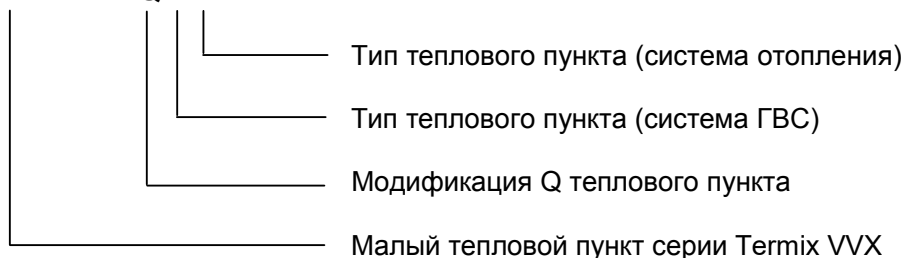 Тип теплового пункта (система отопления)
Тип теплового пункта (система ГВС)
Модификация Q теплового пункта
Малый тепловой пункт серии Termix VVX